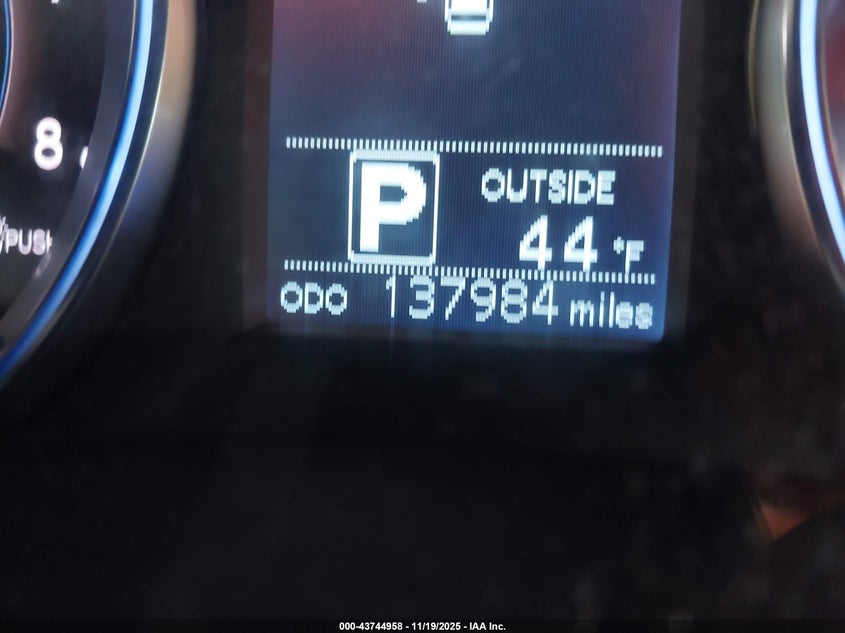 8
/PUSH
OUTSIDE
P
44 °F
ODO 137984 miles
000-43744958 - 11/19/2025 - IAA Inc.